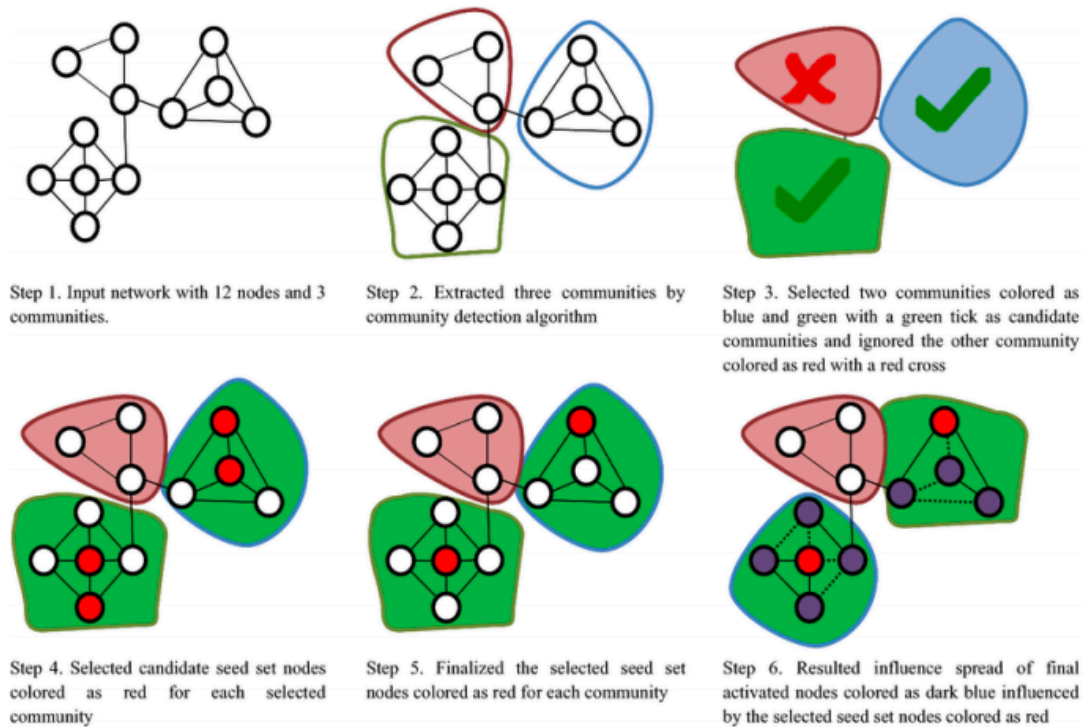 Step 1. Input network with 12 nodes and 3
communities.
Step 2. Extracted three communities by
community detection algorithm
Step 3. Selected two communities colored as
blue and green with a green tick as candidate
communities and ignored the other community
colored as red with a red cross
Step 4. Selected candidate seed set nodes
colored as red for each selected
community
Step 5. Finalized the selected seed set
nodes colored as red for each community
Step 6. Resulted influence spread of final
activated nodes colored as dark blue influenced
by the selected seed set nodes colored as red